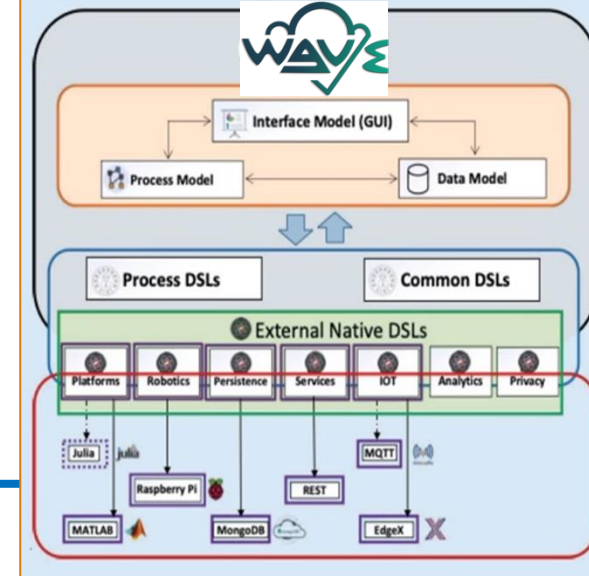 WAVE
Interface Model (GUI)
Process Model
Data Model
Process DSLs
Common DSLs
External Native DSLs
Platforms
Robotics
Persistence
Services
IOT
Analytics
Privacy
Julia
julia
MQTT
Raspberry Pi
REST
MATLAB
MongoDB
EdgeX